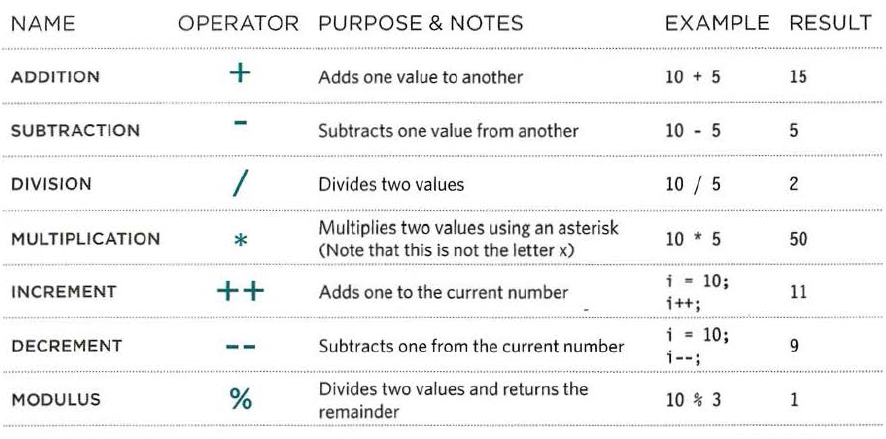 NAME OPERATOR PURPOSE & NOTES EXAMPLE RESULT
ADDITION + Adds one value to another 10 + 5 15
SUBTRACTION - Subtracts one value from another 10 - 5 5
DIVISION / Divides two values 10 / 5 2
MULTIPLICATION * Multiplies two values using an asterisk 10 * 5 50
(Note that this is not the letter x)
INCREMENT ++ Adds one to the current number i = 10; 11
i++;
DECREMENT -- Subtracts one from the current number i = 10; 9
i--;
MODULUS % Divides two values and returns the 10 % 3 1
remainder